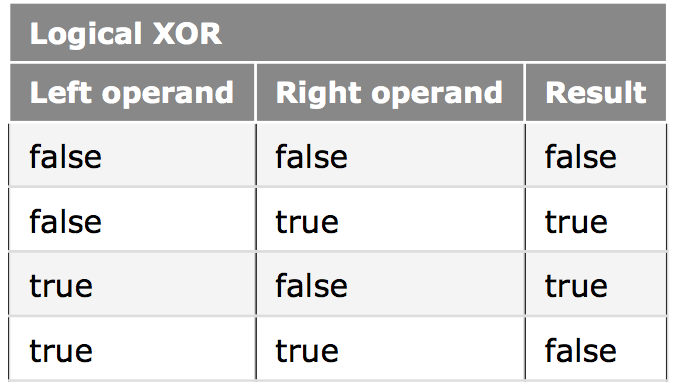 Logical XOR
Left operand Right operand Result
false false false
false true true
true false true
true true false